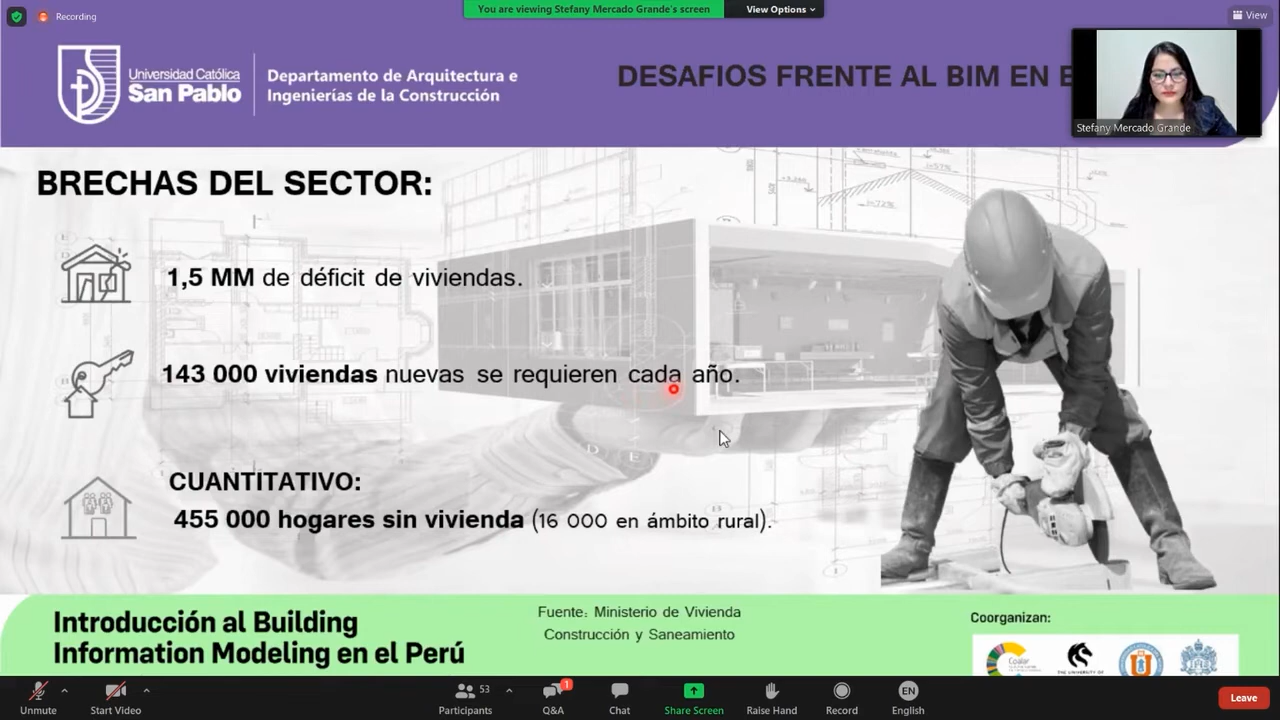 Recording
You are viewing Stefany Mercado Grande's screen
View Options
View
Universidad Católica
San Pablo
Departamento de Arquitectura e
Ingenierías de la Construcción
DESAFIOS FRENTE AL BIM EN
Stefany Mercado Grande
BRECHAS DEL SECTOR:
1,5 MM de déficit de viviendas.
143 000 viviendas nuevas se requieren cada año.
CUANTITATIVO:
455 000 hogares sin vivienda (16 000 en ámbito rural).
Introducción al Building
Information Modeling en el Perú
Fuente: Ministerio de Vivienda
Construcción y Saneamiento
Coorganizan:
Coalar
THE UNIVERSITY OF
Unmute
Start Video
Participants
53
Q&A
1
Chat
Share Screen
Raise Hand
Record
EN
English
Leave